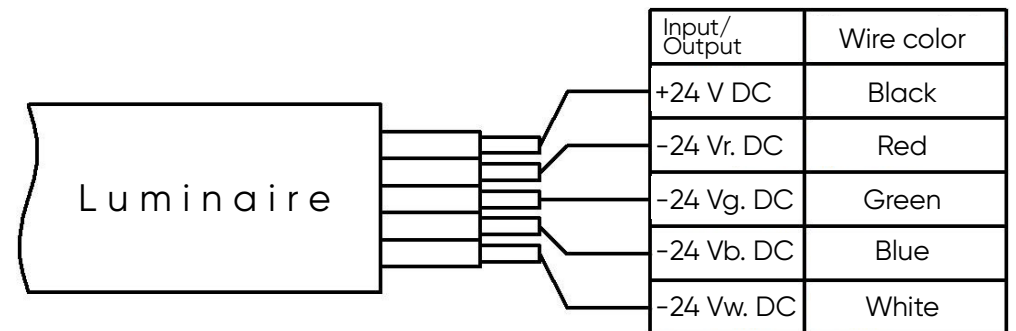 Luminaire
Input/
Output
Wire color
+24 V DC
Black
-24 Vr. DC
Red
-24 Vg. DC
Green
-24 Vb. DC
Blue
-24 Vw. DC
White